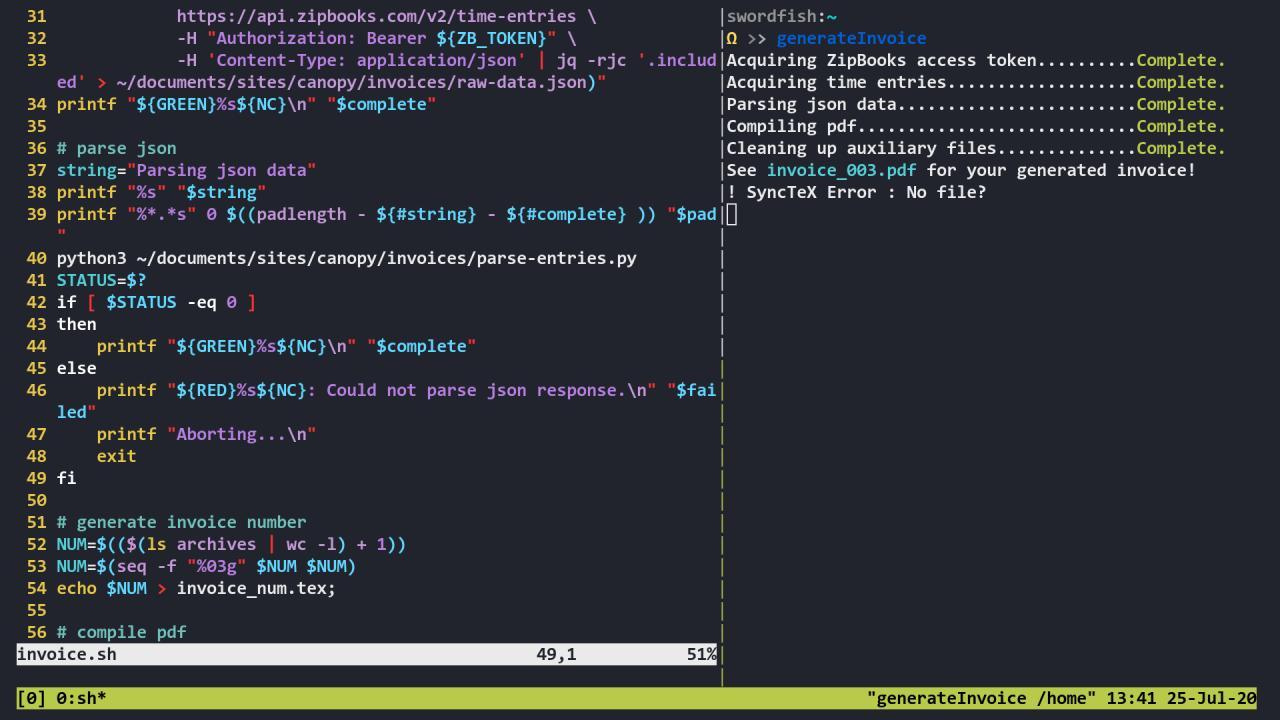 31             https://api.zipbooks.com/v2/time-entries \
32             -H "Authorization: Bearer ${ZB_TOKEN}" \
33             -H 'Content-Type: application/json' | jq -rjc '.includ
ed' > ~/documents/sites/canopy/invoices/raw-data.json)"
34 printf "${GREEN}%s${NC}\n" "$complete"
35
36 # parse json
37 string="Parsing json data"
38 printf "%s" "$string"
39 printf "%*.*s" 0 $((padlength - ${#string} - ${#complete} )) "$pad
"
40 python3 ~/documents/sites/canopy/invoices/parse-entries.py
41 STATUS=$?
42 if [ $STATUS -eq 0 ]
43 then
44     printf "${GREEN}%s${NC}\n" "$complete"
45 else
46     printf "${RED}%s${NC}: Could not parse json response.\n" "$fai
led"
47     printf "Aborting...\n"
48     exit
49 fi
50
51 # generate invoice number
52 NUM=$(($(ls archives | wc -l) + 1))
53 NUM=$(seq -f "%03g" $NUM $NUM)
54 echo $NUM > invoice_num.tex;
55
56 # compile pdf
invoice.sh 49,1 51%
swordfish:~
Ω >> generateInvoice
Acquiring ZipBooks access token..........Complete.
Acquiring time entries...................Complete.
Parsing json data........................Complete.
Compiling pdf............................Complete.
Cleaning up auxiliary files..............Complete.
See invoice_003.pdf for your generated invoice!
! SyncTeX Error : No file?
[0] 0:sh* "generateInvoice /home" 13:41 25-Jul-20